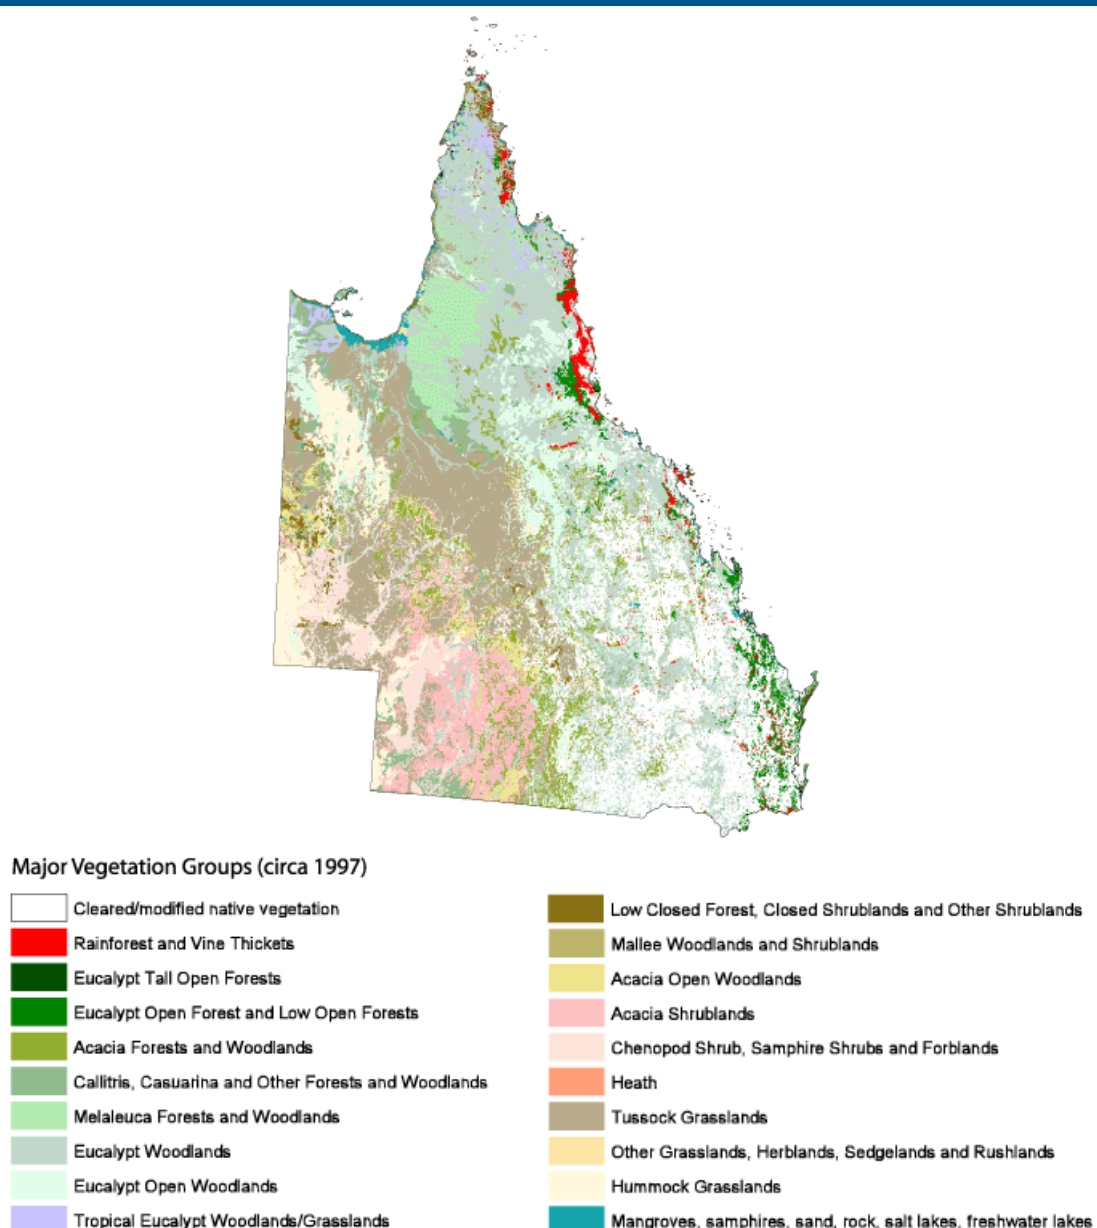 Major Vegetation Groups (circa 1997)
Cleared/modified native vegetation
Rainforest and Vine Thickets
Eucalypt Tall Open Forests
Eucalypt Open Forest and Low Open Forests
Acacia Forests and Woodlands
Callitris, Casuarina and Other Forests and Woodlands
Melaleuca Forests and Woodlands
Eucalypt Woodlands
Eucalypt Open Woodlands
Tropical Eucalypt Woodlands/Grasslands
Low Closed Forest, Closed Shrublands and Other Shrublands
Mallee Woodlands and Shrublands
Acacia Open Woodlands
Acacia Shrublands
Chenopod Shrub, Samphire Shrubs and Forblands
Heath
Tussock Grasslands
Other Grasslands, Herblands, Sedgelands and Rushlands
Hummock Grasslands
Mangroves, samphires, sand, rock, salt lakes, freshwater lakes